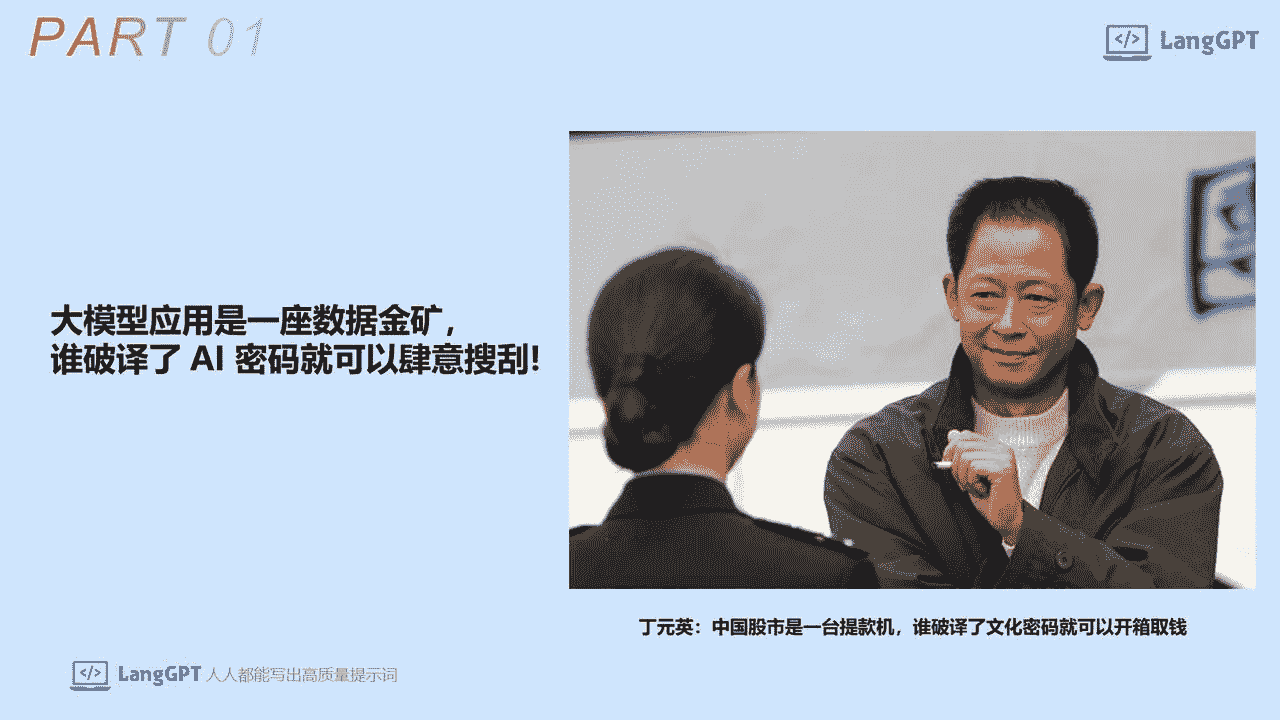 PART 01
LangGPT
大模型应用是一座数据金矿，
谁破译了 AI 密码就可以肆意搜刮!
丁元英：中国股市是一台提款机，谁破译了文化密码就可以开箱取钱
LangGPT 人人都能写出高质量提示词